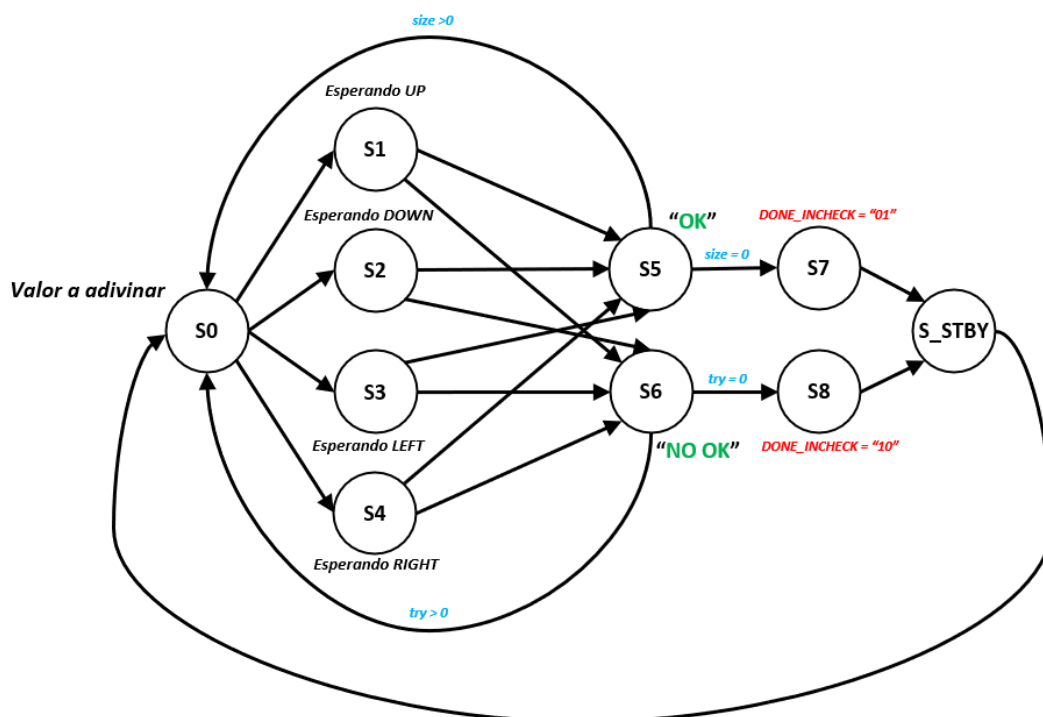 size >0
Esperando UP
S1
Esperando DOWN
"OK"
DONE_INCHECK = "01"
S2
S5
size = 0
S7
Valor a adivinar
S0
S_STBY
S3
S6
try = 0
S8
Esperando LEFT
"NO OK"
DONE_INCHECK = "10"
S4
Esperando RIGHT
try > 0